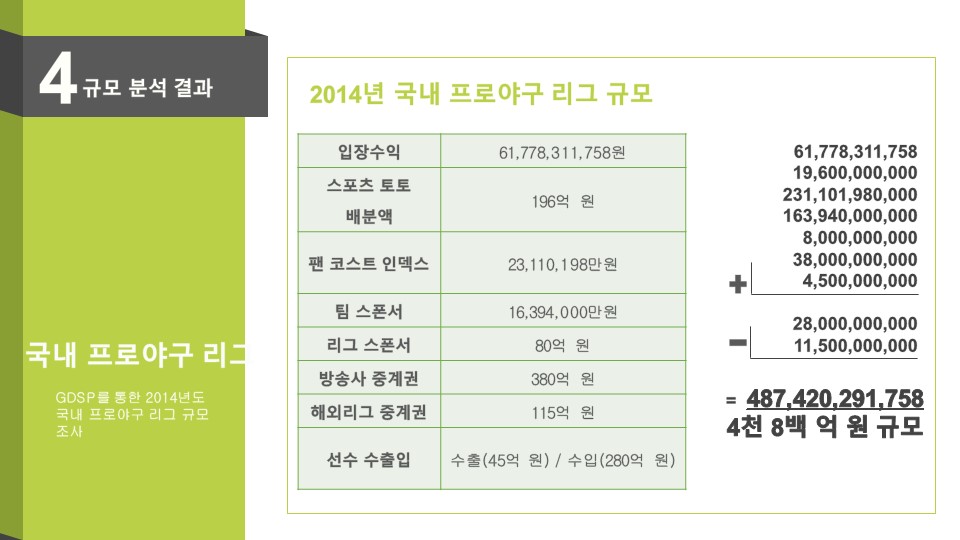 4 규모 분석 결과
국내 프로야구 리그
GDSP를 통한 2014년도
국내 프로야구 리그 규모
조사
2014년 국내 프로야구 리그 규모
입장수익 61,778,311,758원
스포츠 토토
배분액 196억 원
팬 코스트 인덱스 23,110,198만원
팀 스폰서 16,394,000만원
리그 스폰서 80억 원
방송사 중계권 380억 원
해외리그 중계권 115억 원
선수 수출입 수출(45억 원) / 수입(280억 원)
61,778,311,758
19,600,000,000
231,101,980,000
163,940,000,000
8,000,000,000
38,000,000,000
+ 4,500,000,000
28,000,000,000
- 11,500,000,000
= 487,420,291,758
4천 8백 억 원 규모